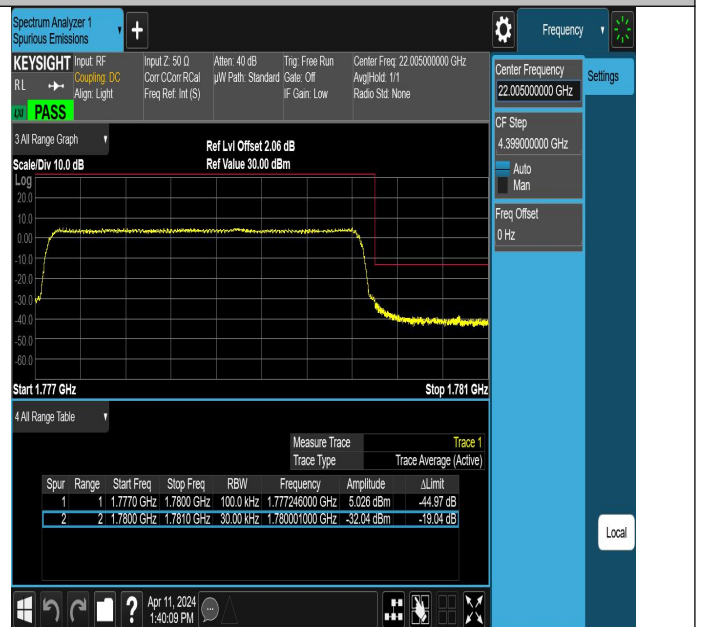 Spectrum Analyzer 1
Spurious Emissions
+
Frequency
KEYSIGHT Input: RF Input Z: 50 Ω Atten: 40 dB Trig: Free Run Center Freq: 22.005000000 GHz
RL Coupling: DC Corr CCorr RCal µW Path: Standard Gate: Off Avg|Hold: 1/1
Align: Light Freq Ref: Int (S) IF Gain: Low Radio Std: None
LXI PASS
Center Frequency
22.005000000 GHz
Settings
CF Step
4.399000000 GHz
Auto
Man
Freq Offset
0 Hz
3 All Range Graph
Ref Lvl Offset 2.06 dB
Scale/Div 10.0 dB Ref Value 30.00 dBm
Log
20.0
10.0
0.00
-10.0
-20.0
-30.0
-40.0
-50.0
-60.0
Start 1.777 GHz Stop 1.781 GHz
4 All Range Table
Measure Trace Trace 1
Trace Type Trace Average (Active)
Spur Range Start Freq Stop Freq RBW Frequency Amplitude ΔLimit
1 1 1.7770 GHz 1.7800 GHz 100.0 kHz 1.777246000 GHz 5.026 dBm -44.97 dB
2 2 1.7800 GHz 1.7810 GHz 30.00 kHz 1.780001000 GHz -32.04 dBm -19.04 dB
Local
? Apr 11, 2024
1:40:09 PM